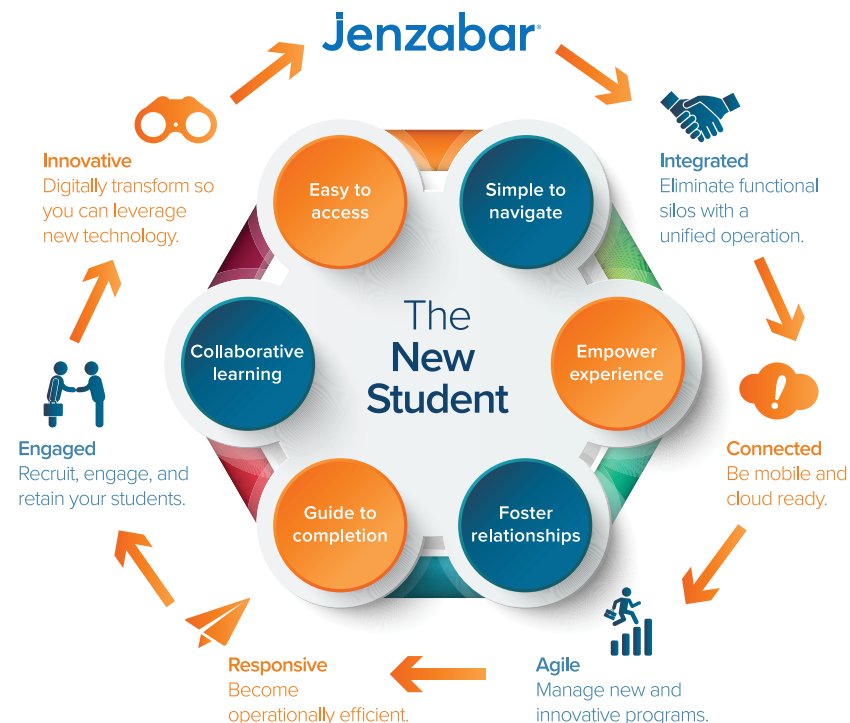 jenzabar
Innovative
Digitally transform so
you can leverage
new technology.
Integrated
Eliminate functional
silos with a
unified operation.
Easy to
access
Simple to
navigate
Collaborative
learning
The
New
Student
Empower
experience
Engaged
Recruit, engage, and
retain your students.
Connected
Be mobile and
cloud ready.
Guide to
completion
Foster
relationships
Responsive
Become
operationally efficient.
Agile
Manage new and
innovative programs.